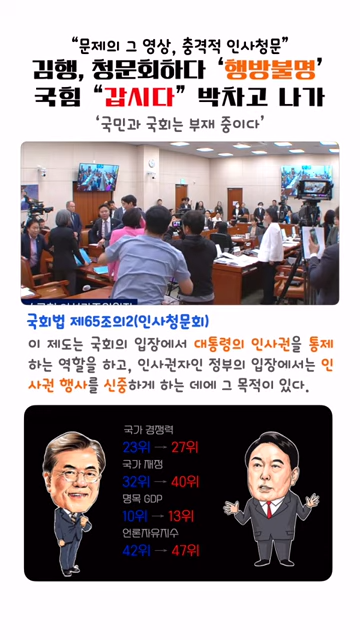 “문제의 그 영상, 충격적 인사청문”
김행, 청문회하다 ‘행방불명’
국힘 “갑시다” 박차고 나가
‘국민과 국회는 부재 중이다’
국회법 제65조의2(인사청문회)
이 제도는 국회의 입장에서 대통령의 인사권을 통제
하는 역할을 하고, 인사권자인 정부의 입장에서는 인
사권 행사를 신중하게 하는 데에 그 목적이 있다.
국가 경쟁력
23위 → 27위
국가 재정
32위 → 40위
명목 GDP
10위 → 13위
언론자유지수
42위 → 47위